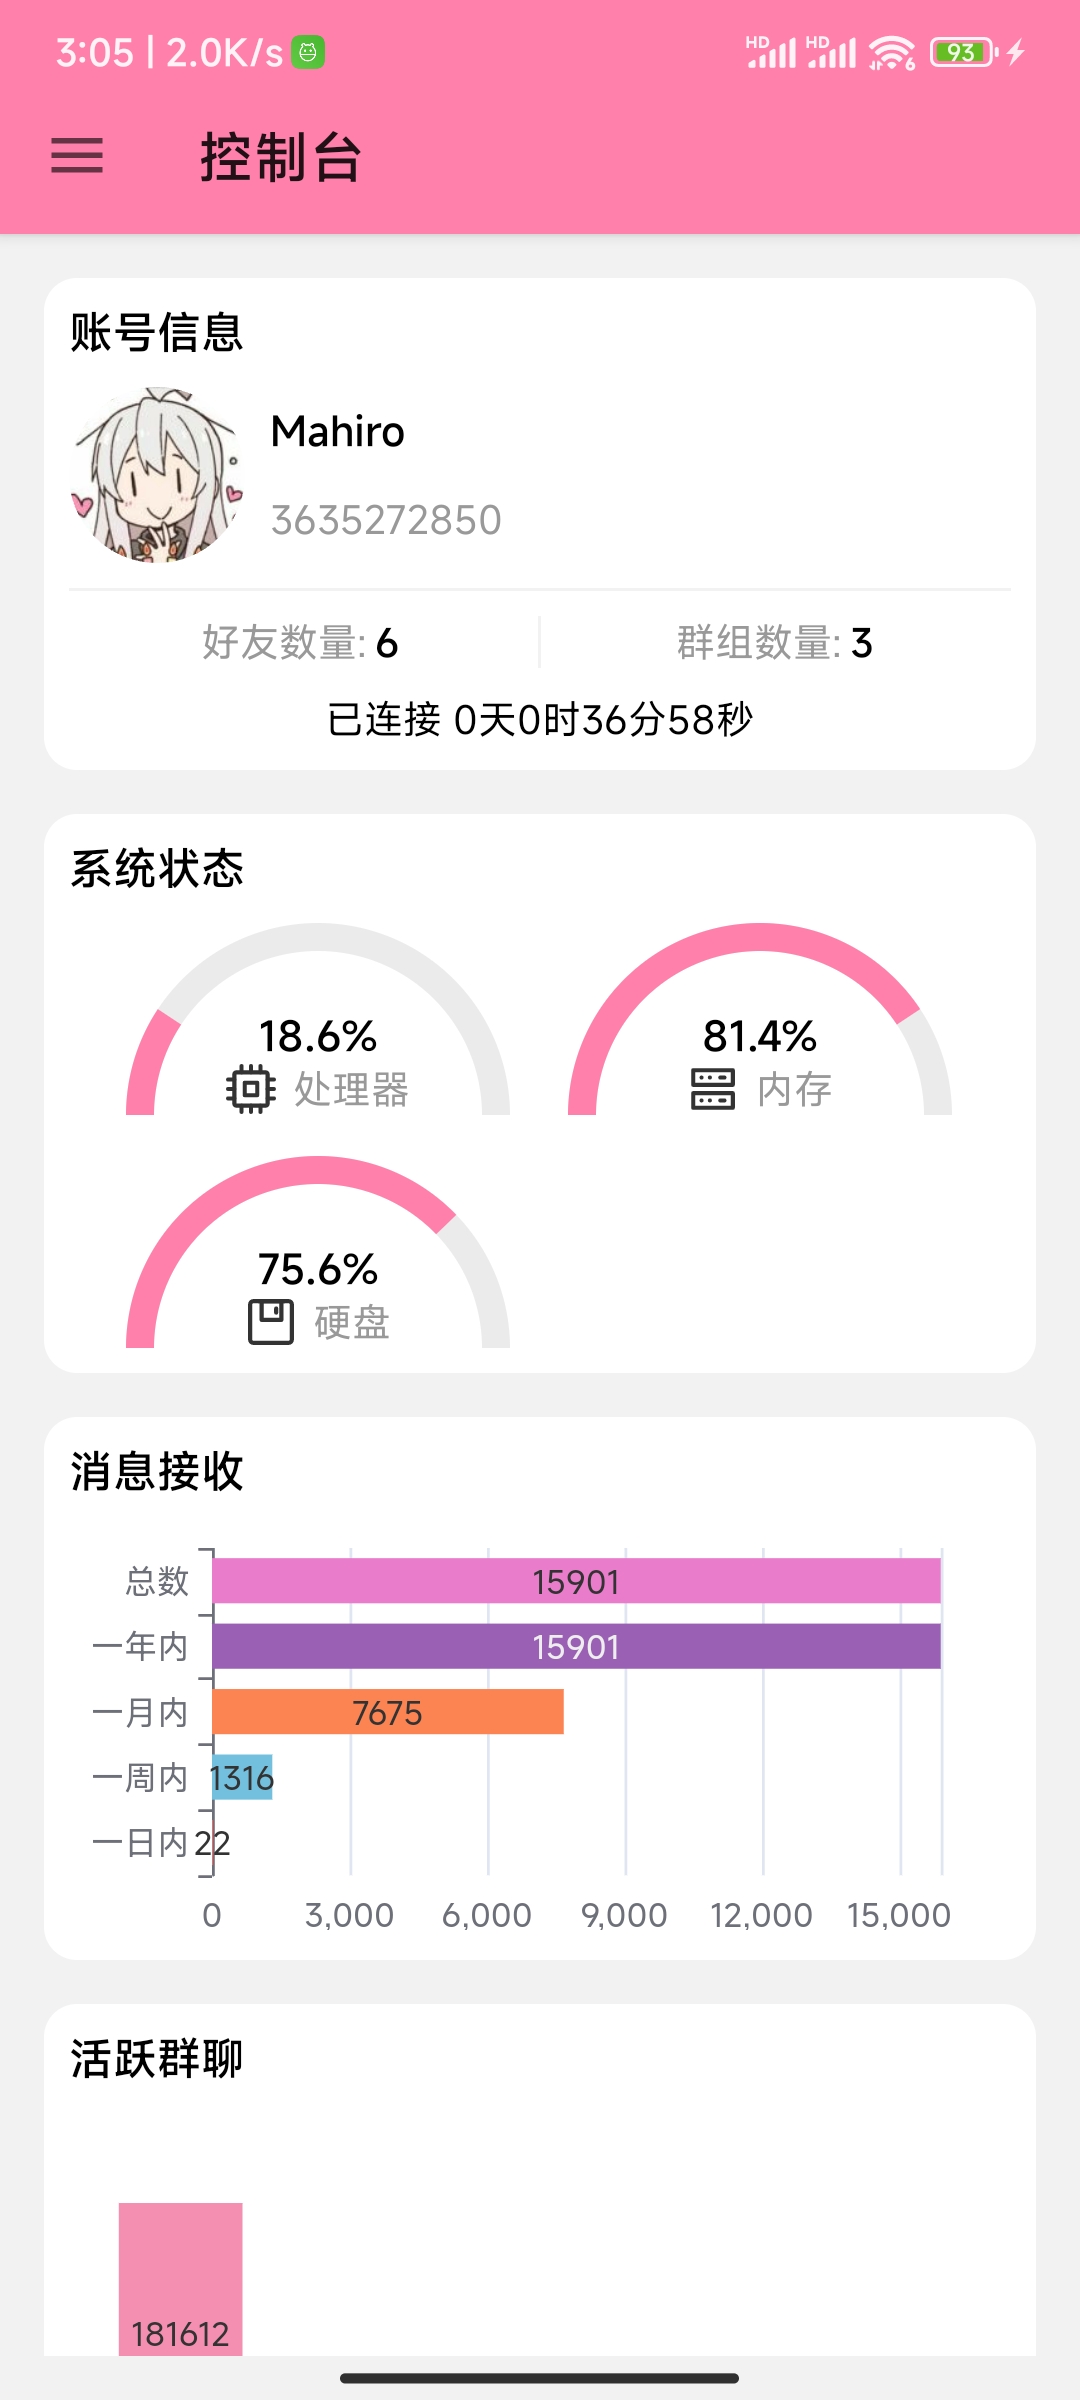 3:05 | 2.0K/s
HD HD 6 93
控制台
账号信息
Mahiro
3635272850
好友数量: 6
群组数量: 3
已连接 0天0时36分58秒
系统状态
18.6%
处理器
81.4%
内存
75.6%
硬盘
消息接收
总数 15901
一年内 15901
一月内 7675
一周内 1316
一日内 22
0 3,000 6,000 9,000 12,000 15,000
活跃群聊
181612